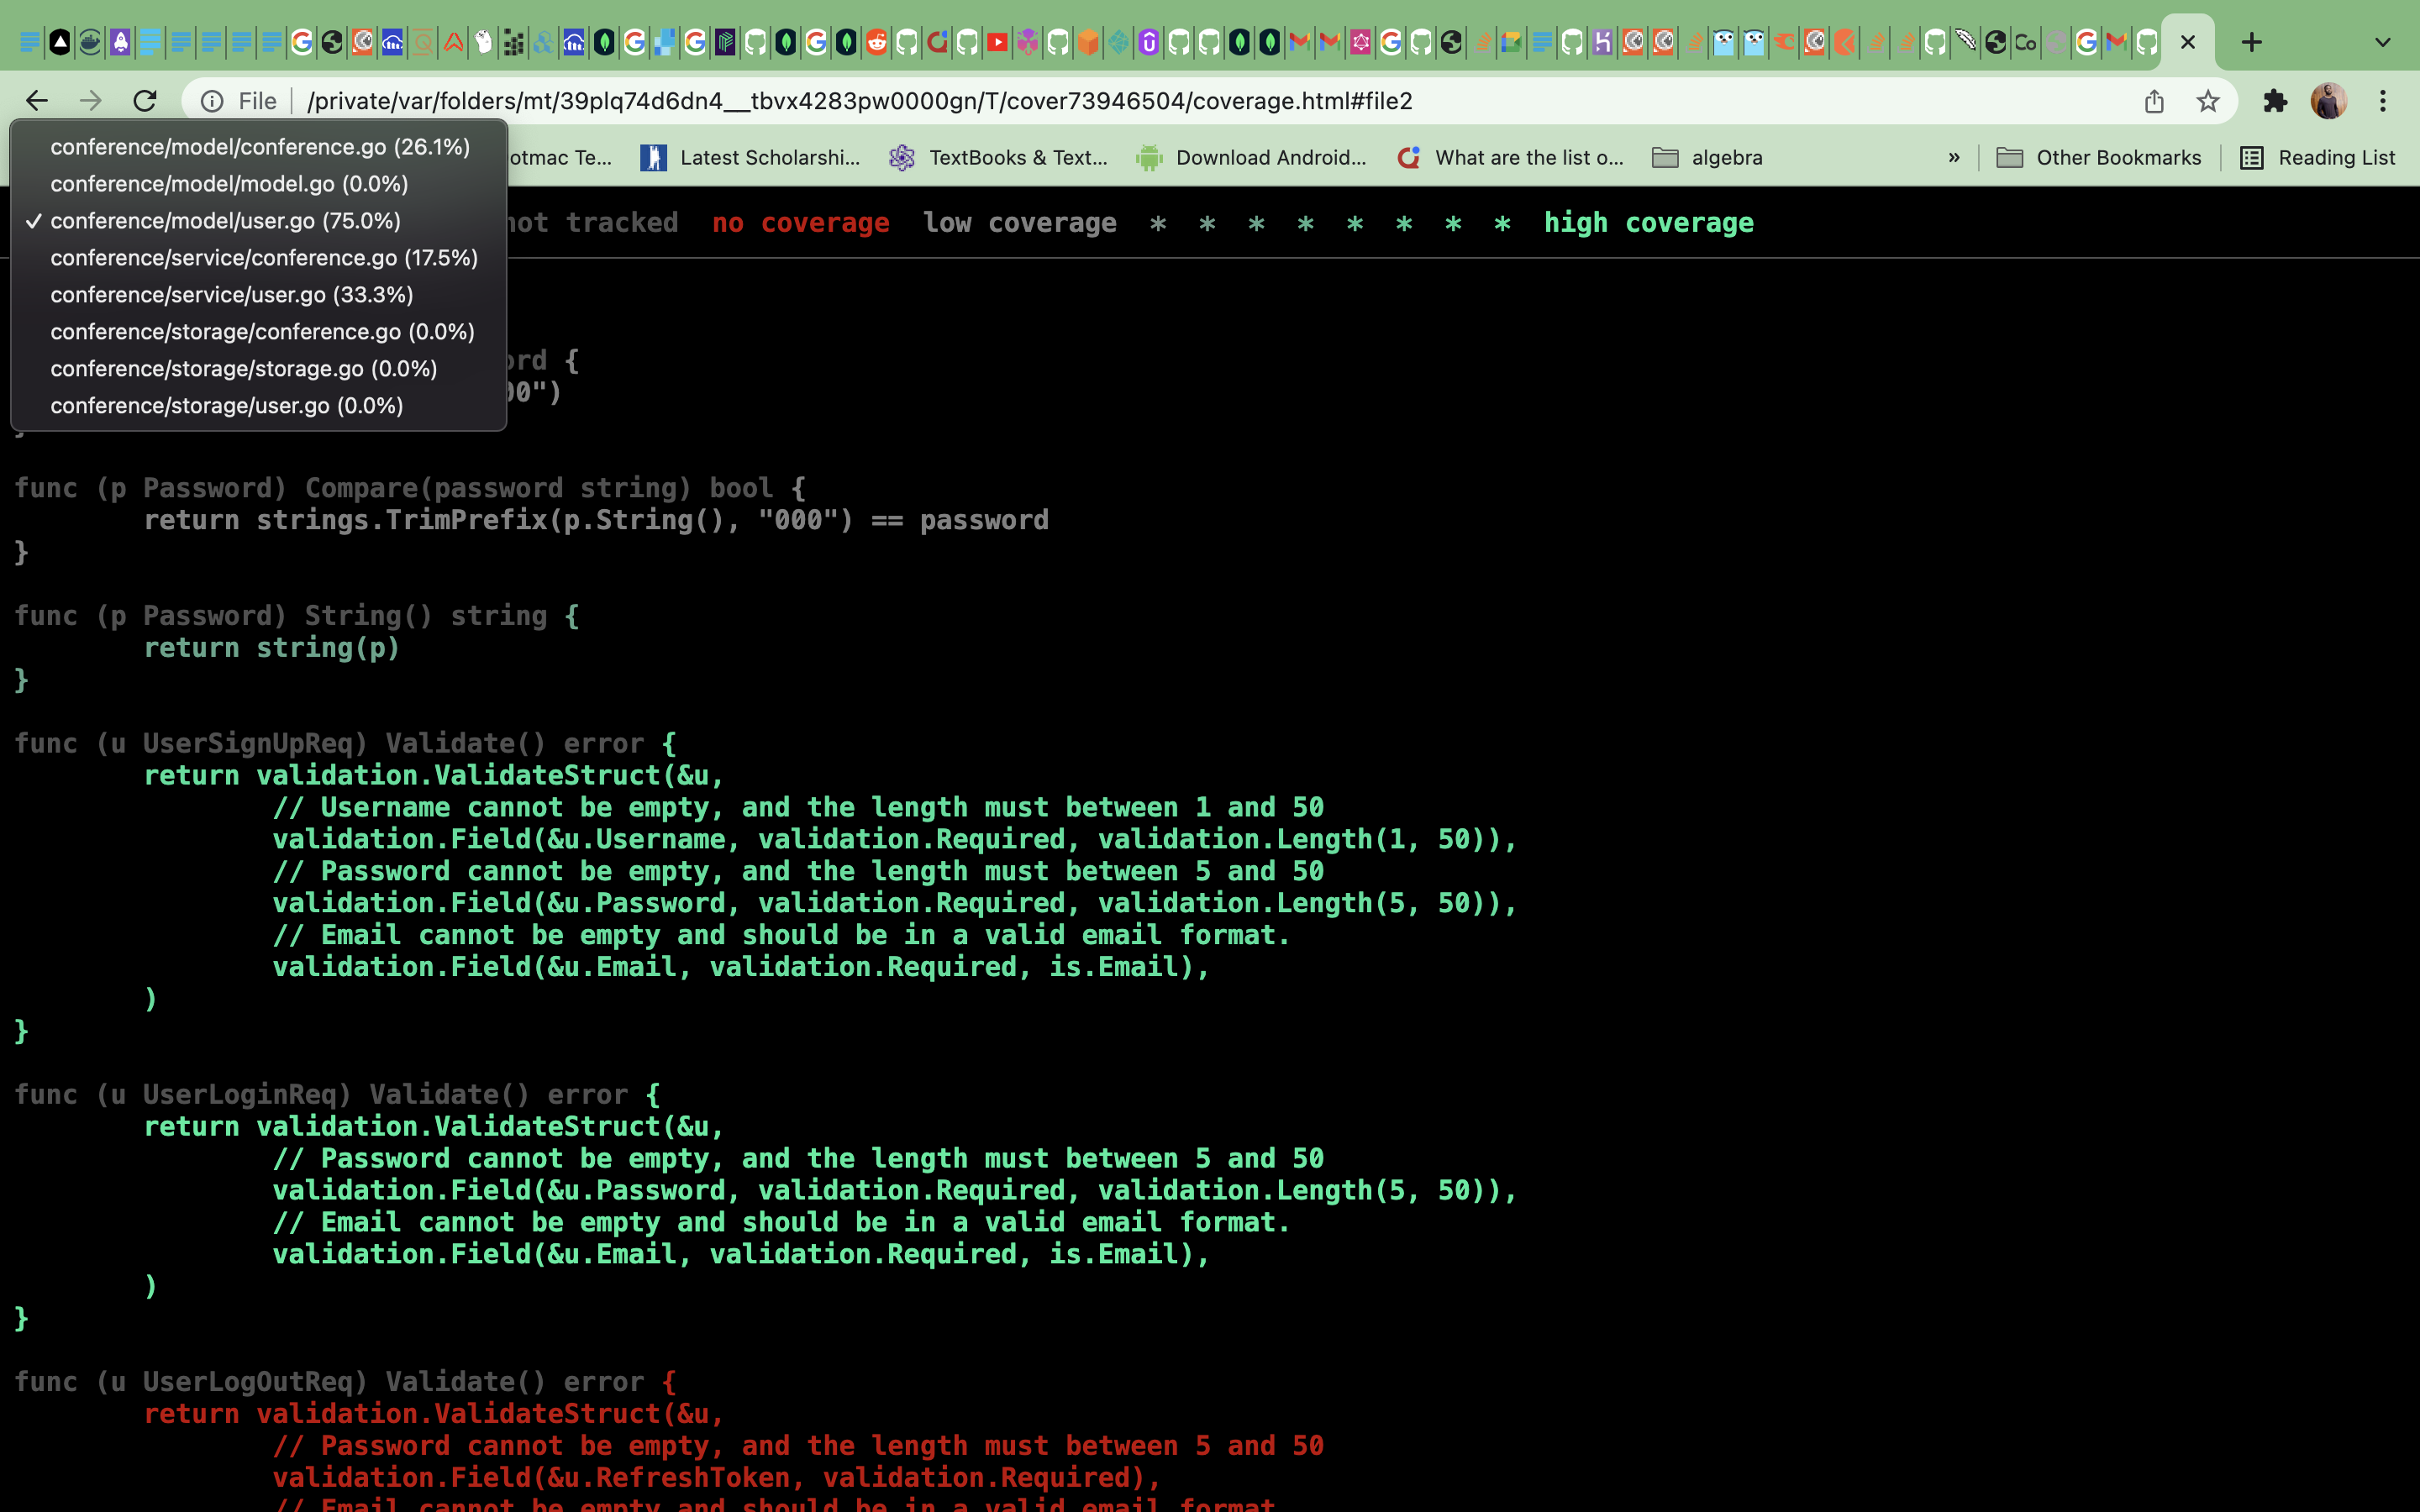 File
/private/var/folders/mt/39plq74d6dn4__tbvx4283pw0000gn/T/cover73946504/coverage.html#file2
otmac Te...
Latest Scholarshi...
TextBooks & Text...
Download Android...
What are the list o...
algebra
»
Other Bookmarks
Reading List
conference/model/conference.go (26.1%)
conference/model/model.go (0.0%)
✓ conference/model/user.go (75.0%)
conference/service/conference.go (17.5%)
conference/service/user.go (33.3%)
conference/storage/conference.go (0.0%)
conference/storage/storage.go (0.0%)
conference/storage/user.go (0.0%)
not tracked no coverage low coverage * * * * * * * * high coverage
ord {
00")
}
func (p Password) Compare(password string) bool {
return strings.TrimPrefix(p.String(), "000") == password
}
func (p Password) String() string {
return string(p)
}
func (u UserSignUpReq) Validate() error {
return validation.ValidateStruct(&u,
// Username cannot be empty, and the length must between 1 and 50
validation.Field(&u.Username, validation.Required, validation.Length(1, 50)),
// Password cannot be empty, and the length must between 5 and 50
validation.Field(&u.Password, validation.Required, validation.Length(5, 50)),
// Email cannot be empty and should be in a valid email format.
validation.Field(&u.Email, validation.Required, is.Email),
)
}
func (u UserLoginReq) Validate() error {
return validation.ValidateStruct(&u,
// Password cannot be empty, and the length must between 5 and 50
validation.Field(&u.Password, validation.Required, validation.Length(5, 50)),
// Email cannot be empty and should be in a valid email format.
validation.Field(&u.Email, validation.Required, is.Email),
)
}
func (u UserLogOutReq) Validate() error {
return validation.ValidateStruct(&u,
// Password cannot be empty, and the length must between 5 and 50
validation.Field(&u.RefreshToken, validation.Required),
// Email cannot be empty and should be in a valid email format